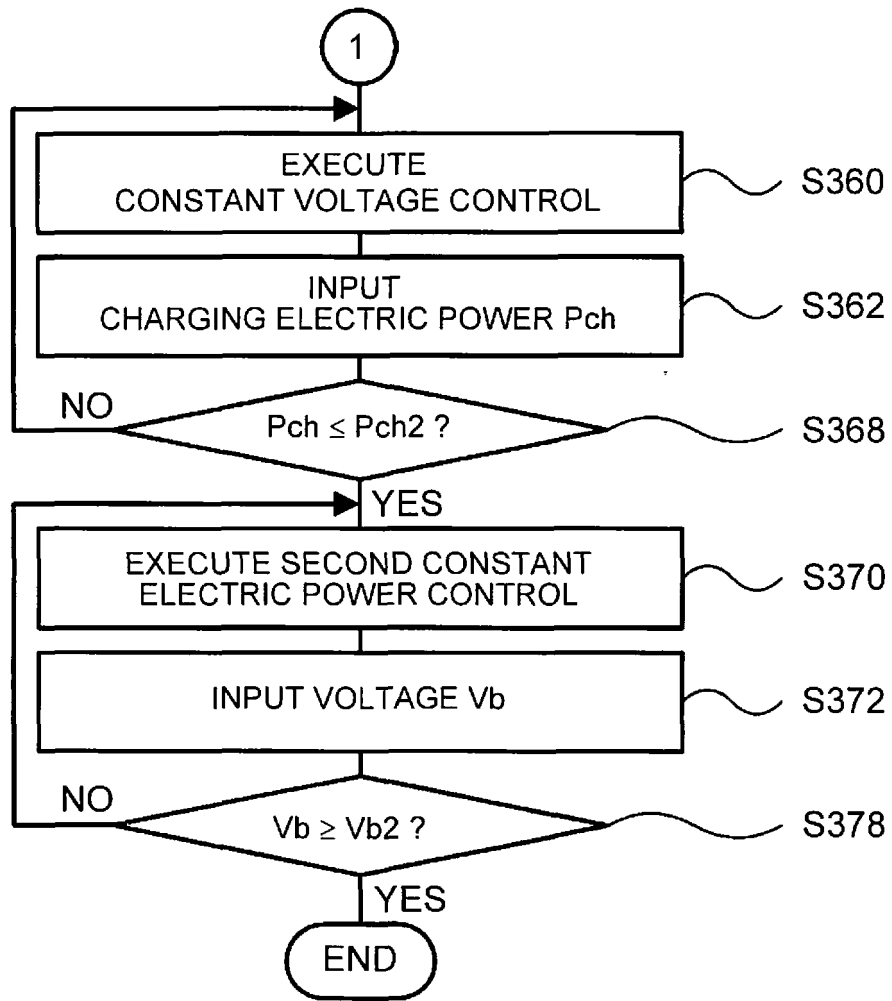 1
EXECUTE
CONSTANT VOLTAGE CONTROL
S360
INPUT
CHARGING ELECTRIC POWER Pch
S362
NO
Pch ≤ Pch2 ?
S368
YES
EXECUTE SECOND CONSTANT
ELECTRIC POWER CONTROL
S370
INPUT VOLTAGE Vb
S372
NO
Vb ≥ Vb2 ?
S378
YES
END